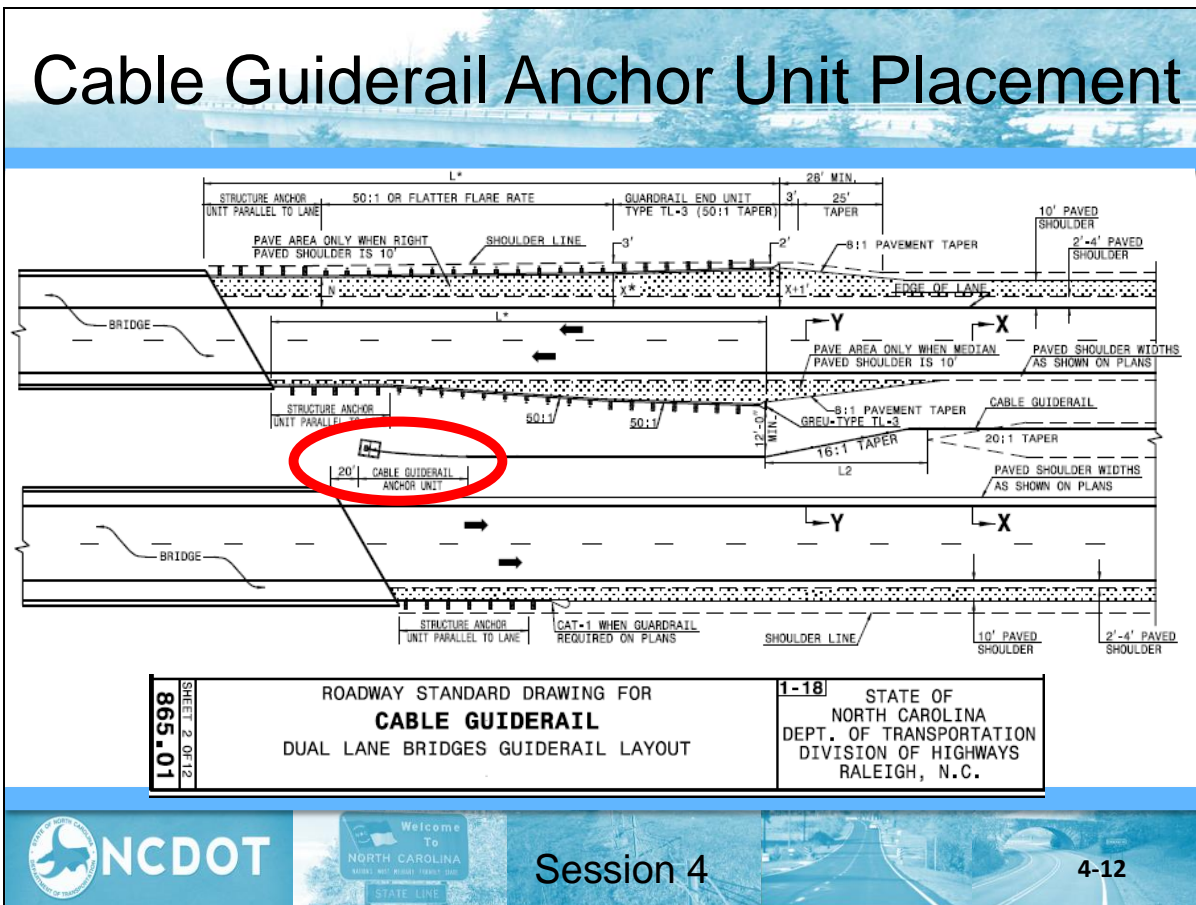 Cable Guiderail Anchor Unit Placement
L*
28' MIN.
STRUCTURE ANCHOR
UNIT PARALLEL TO LANE
50:1 OR FLATTER FLARE RATE
GUARDRAIL END UNIT
TYPE TL-3 (50:1 TAPER)
3'
25'
TAPER
10' PAVED
SHOULDER
2'-4' PAVED
SHOULDER
PAVE AREA ONLY WHEN RIGHT
PAVED SHOULDER IS 10'
SHOULDER LINE
3'
2'
8:1 PAVEMENT TAPER
N
X*
X+1'
EDGE OF LANE
BRIDGE
L*
Y
X
PAVE AREA ONLY WHEN MEDIAN
PAVED SHOULDER IS 10'
PAVED SHOULDER WIDTHS
AS SHOWN ON PLANS
STRUCTURE ANCHOR
UNIT PARALLEL TO
50:1
50:1
12'-0"
MIN.
8:1 PAVEMENT TAPER
GREU-TYPE TL-3
CABLE GUIDERAIL
16:1 TAPER
20:1 TAPER
L2
20'
CABLE GUIDERAIL
ANCHOR UNIT
PAVED SHOULDER WIDTHS
AS SHOWN ON PLANS
Y
X
BRIDGE
STRUCTURE ANCHOR
UNIT PARALLEL TO LANE
CAT-1 WHEN GUARDRAIL
REQUIRED ON PLANS
SHOULDER LINE
10' PAVED
SHOULDER
2'-4' PAVED
SHOULDER
SHEET 2 OF12
865.01
ROADWAY STANDARD DRAWING FOR
CABLE GUIDERAIL
DUAL LANE BRIDGES GUIDERAIL LAYOUT
1-18
STATE OF
NORTH CAROLINA
DEPT. OF TRANSPORTATION
DIVISION OF HIGHWAYS
RALEIGH, N.C.
NCDOT
Welcome
To
NORTH CAROLINA
STATE LINE
Session 4
4-12